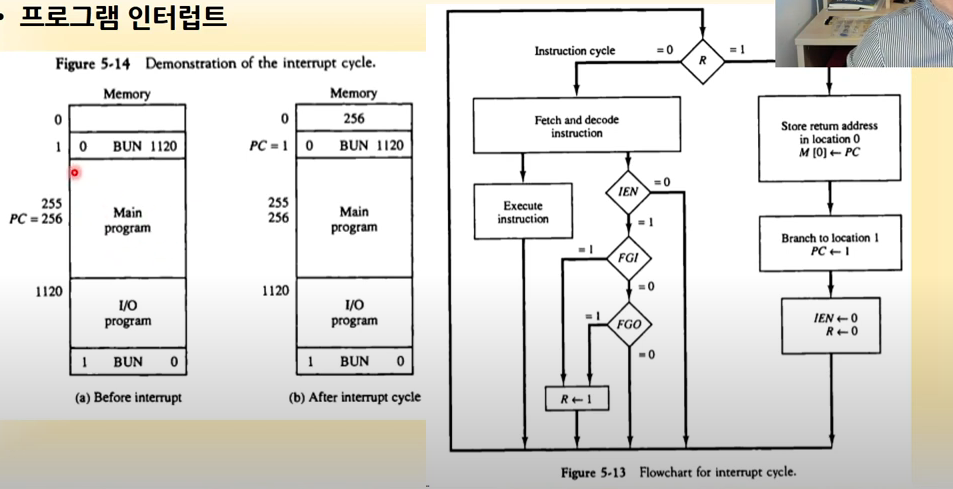 • 프로그램 인터럽트
Figure 5-14 Demonstration of the interrupt cycle.
Memory
0
1 0 BUN 1120
255
PC = 256
Main
program
1120
I/O
program
1 BUN 0
(a) Before interrupt
Memory
0 256
PC = 1 0 BUN 1120
255
256
Main
program
1120
I/O
program
1 BUN 0
(b) After interrupt cycle
Instruction cycle =0 R =1
Fetch and decode
instruction
Execute
instruction
IEN =0
=1
=1 FGI
=0
=1 FGO
=0
R ← 1
Store return address
in location 0
M [0] ← PC
Branch to location 1
PC ← 1
IEN ← 0
R ← 0
Figure 5-13 Flowchart for interrupt cycle.